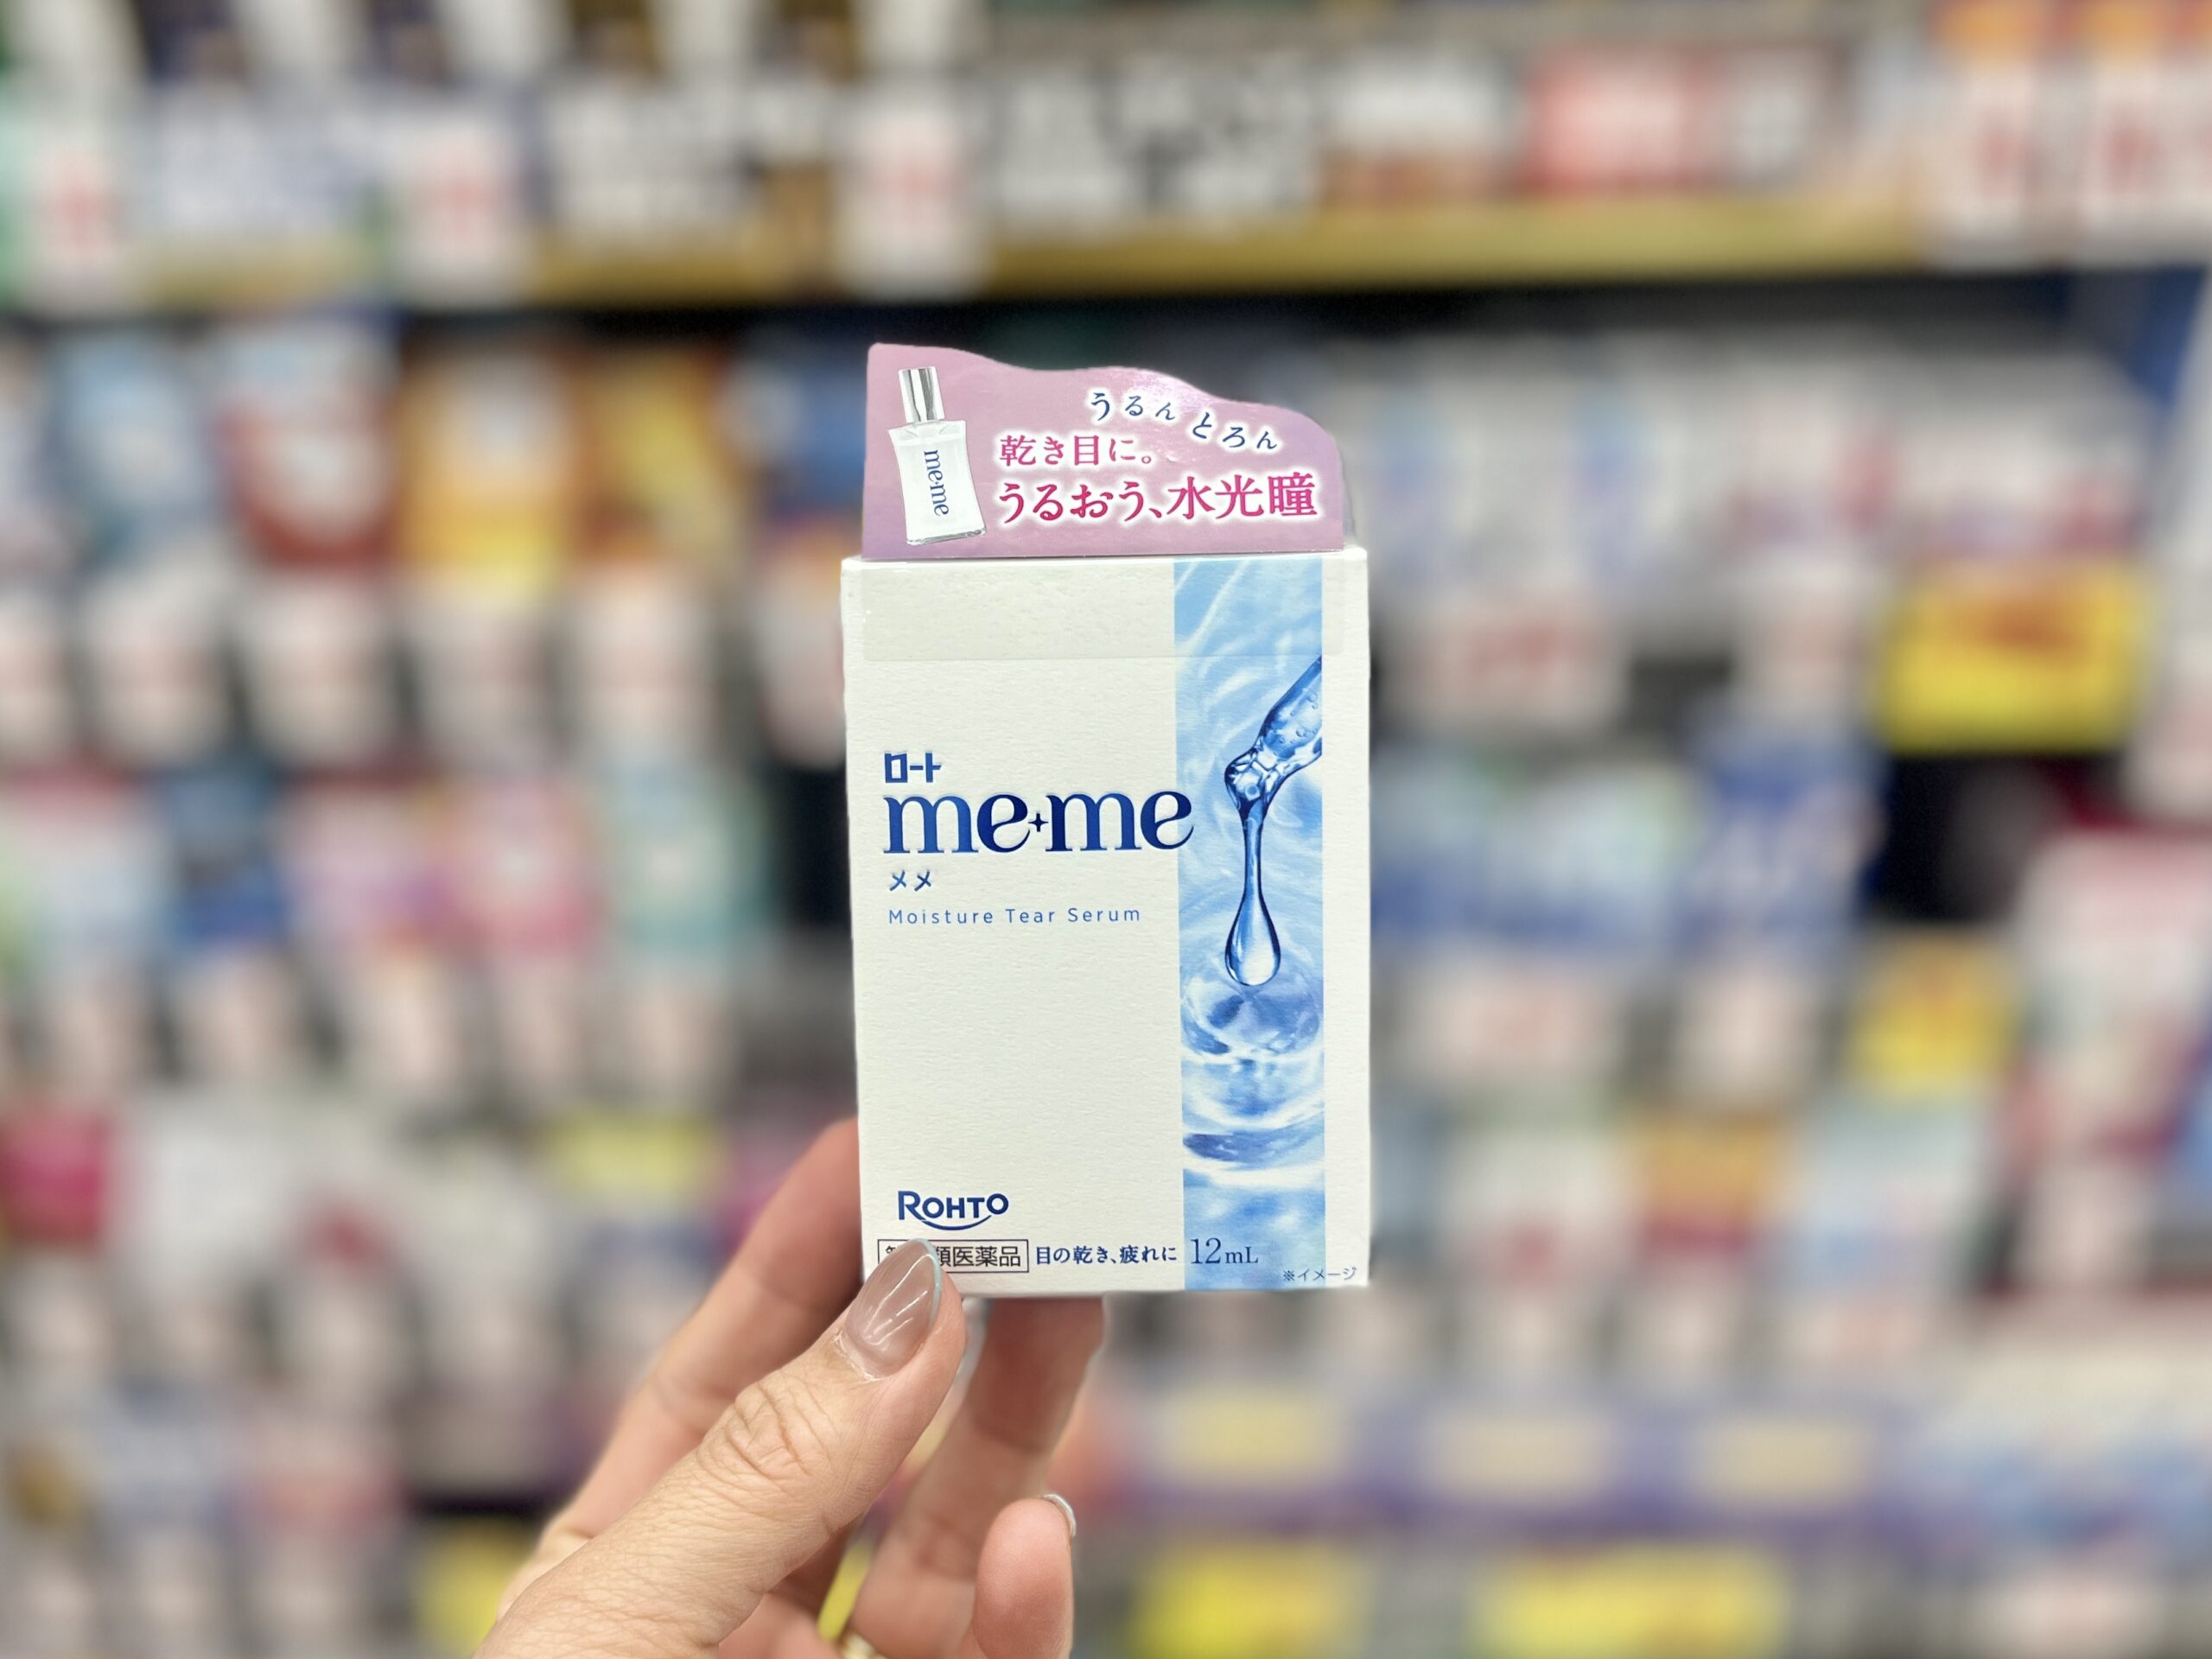 うるん とろん
乾き目に。
うるおう、水光瞳
me+me
ロート
me+me
メメ
Moisture Tear Serum
ROHTO
類医薬品 目の乾き、疲れに 12mL
※イメージ